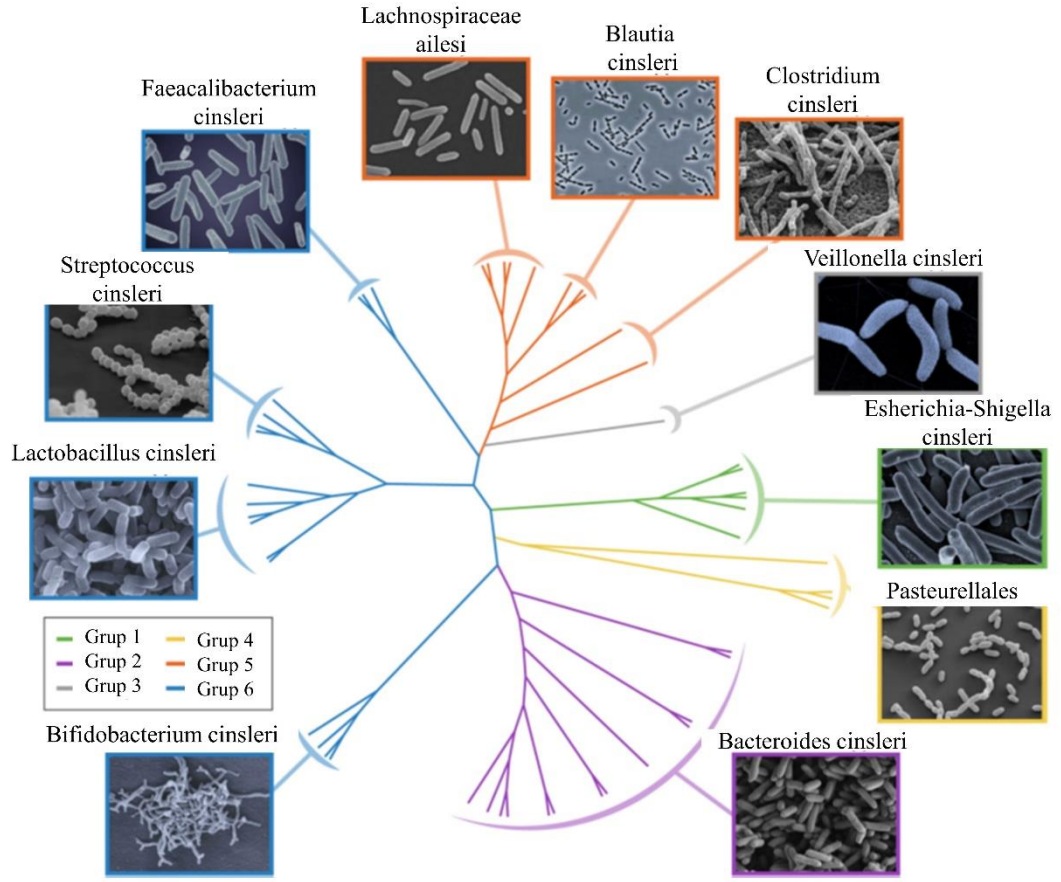 Lachnospiraceae
ailesi
Blautia
cinsleri
Clostridium
cinsleri
Faeacalibacterium
cinsleri
Veillonella cinsleri
Streptococcus
cinsleri
Esherichia-Shigella
cinsleri
Lactobacillus cinsleri
Pasteurellales
Grup 1
Grup 2
Grup 3
Grup 4
Grup 5
Grup 6
Bifidobacterium cinsleri
Bacteroides cinsleri